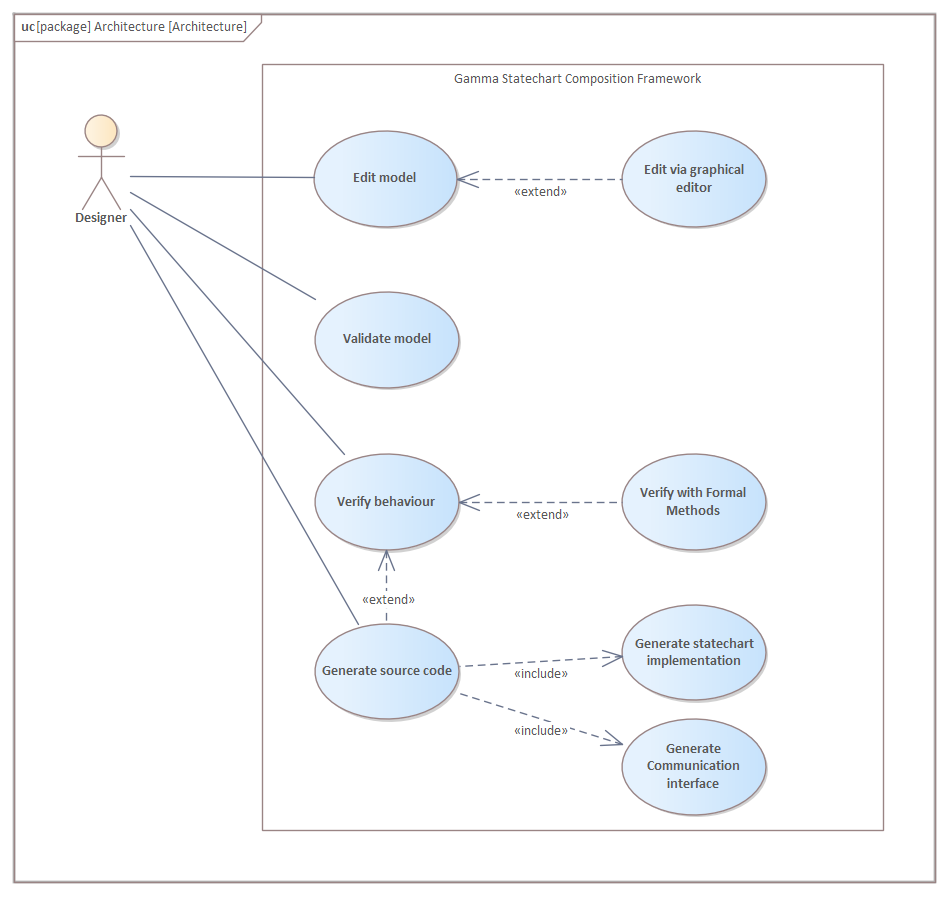 uc [package] Architecture [Architecture]
Gamma Statechart Composition Framework
Designer
Edit model
«extend»
Edit via graphical
editor
Validate model
Verify behaviour
«extend»
Verify with Formal
Methods
«extend»
Generate source code
«include»
Generate statechart
implementation
«include»
Generate
Communication
interface